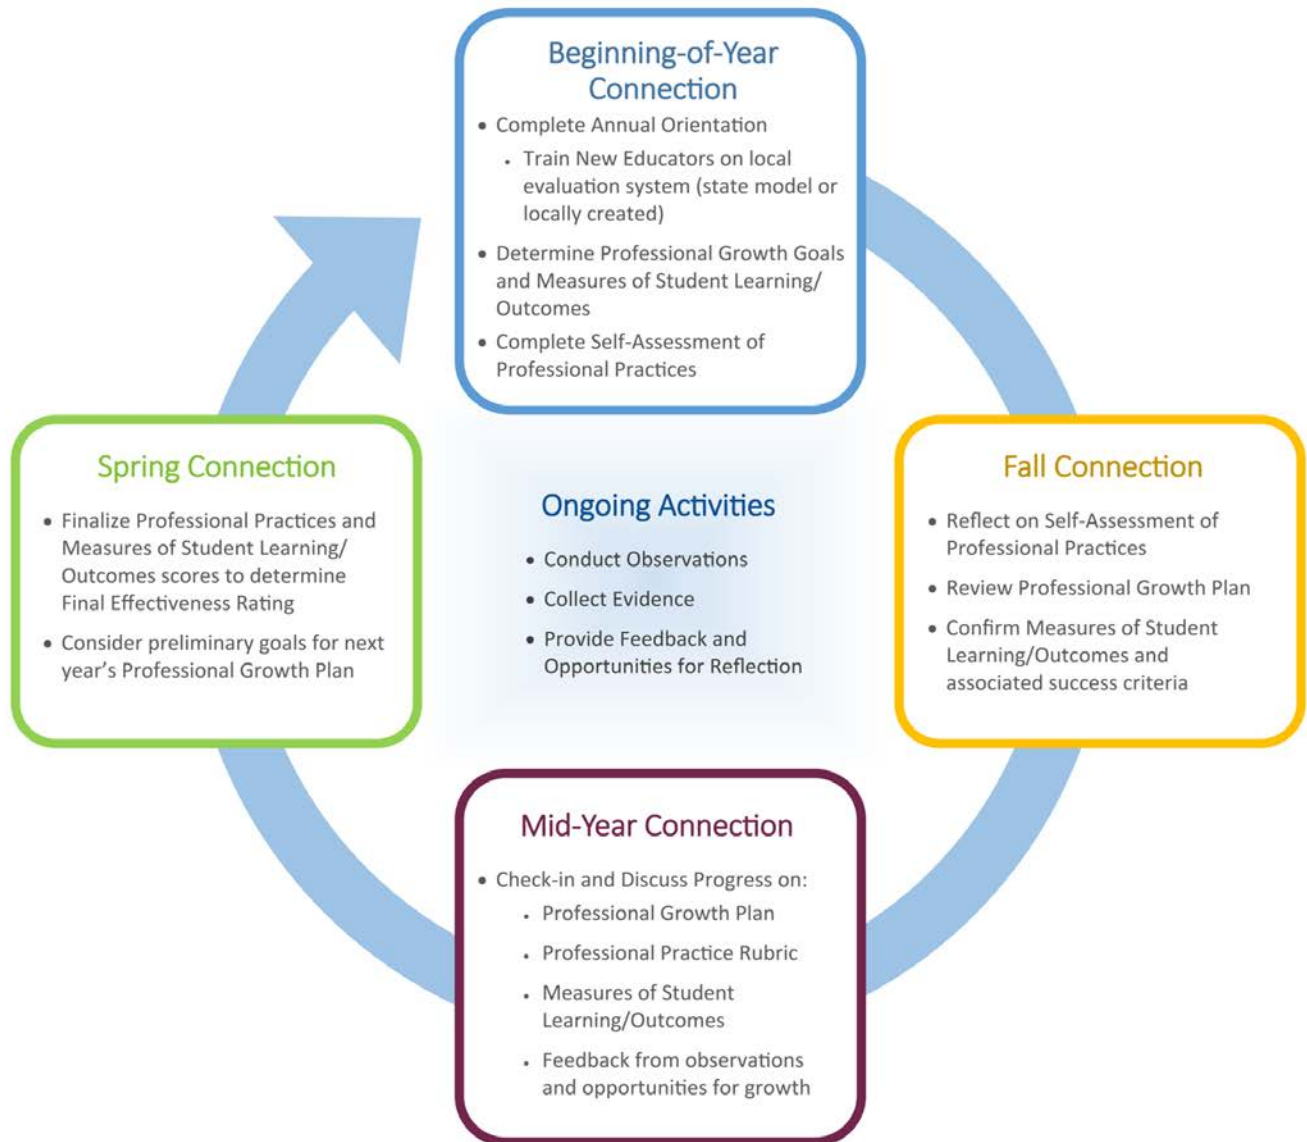 Beginning-of-Year
Connection
• Complete Annual Orientation
• Train New Educators on local
evaluation system (state model or
locally created)
• Determine Professional Growth Goals
and Measures of Student Learning/
Outcomes
• Complete Self-Assessment of
Professional Practices
Fall Connection
• Reflect on Self-Assessment of
Professional Practices
• Review Professional Growth Plan
• Confirm Measures of Student
Learning/Outcomes and
associated success criteria
Mid-Year Connection
• Check-in and Discuss Progress on:
• Professional Growth Plan
• Professional Practice Rubric
• Measures of Student
Learning/Outcomes
• Feedback from observations
and opportunities for growth
Spring Connection
• Finalize Professional Practices and
Measures of Student Learning/
Outcomes scores to determine
Final Effectiveness Rating
• Consider preliminary goals for next
year’s Professional Growth Plan
Ongoing Activities
• Conduct Observations
• Collect Evidence
• Provide Feedback and
Opportunities for Reflection